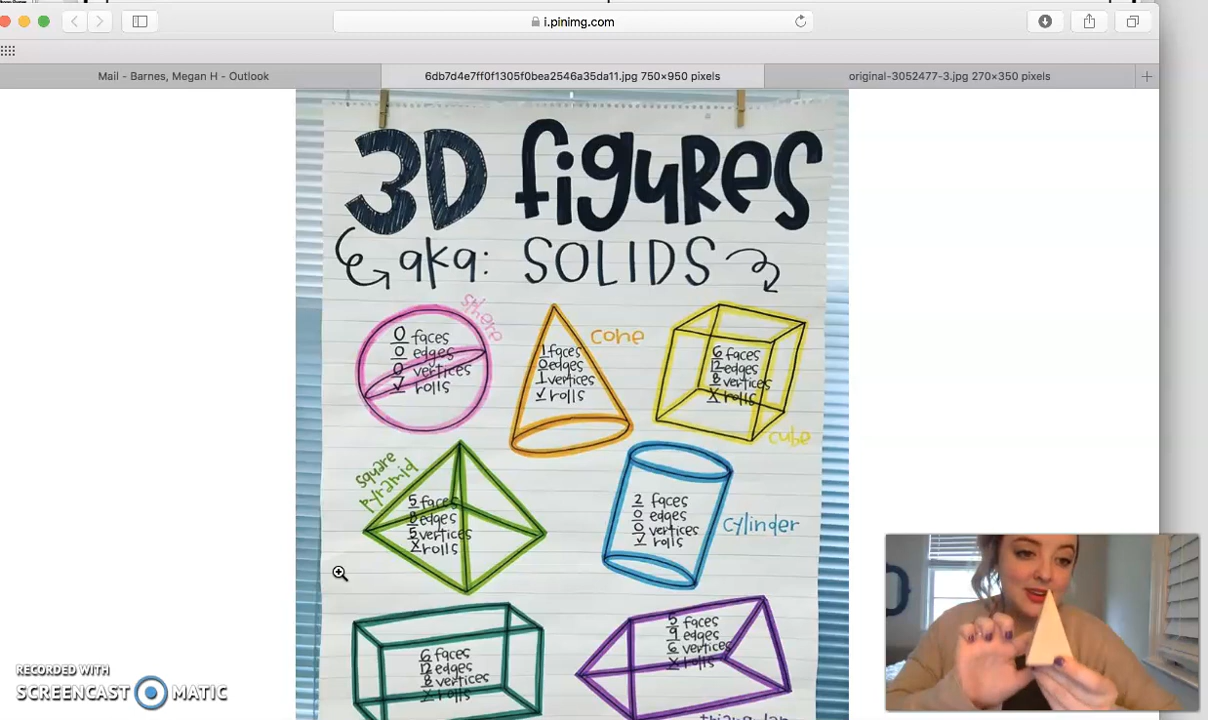 i.pinimg.com
Mail - Barnes, Megan H - Outlook
6db7d4e7ff0f1305f0bea2546a35da11.jpg 750×950 pixels
original-3052477-3.jpg 270×350 pixels
3D figures
aka: SOLIDS
sphere
0 faces
0 edges
0 vertices
✓ rolls
cone
1 faces
0 edges
1 vertices
✓ rolls
6 faces
12 edges
8 vertices
X rolls
cube
square
pyramid
5 faces
8 edges
5 vertices
X rolls
2 faces
0 edges
0 vertices
✓ rolls
cylinder
6 faces
12 edges
8 vertices
X rolls
5 faces
9 edges
6 vertices
X rolls
triangular
RECORDED WITH
SCREENCAST MATIC